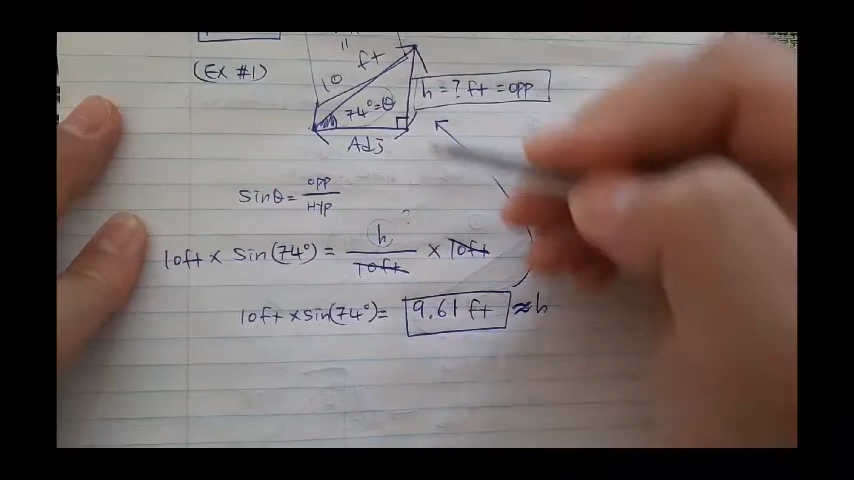 (Ex #1)
"
10 ft
h = ? ft = opp
74° = θ
Adj
sinθ = opp / Hyp
?
10ft × sin(74°) = h / 10ft × 10ft
10ft × sin(74°) = 9.61 ft ≈ h